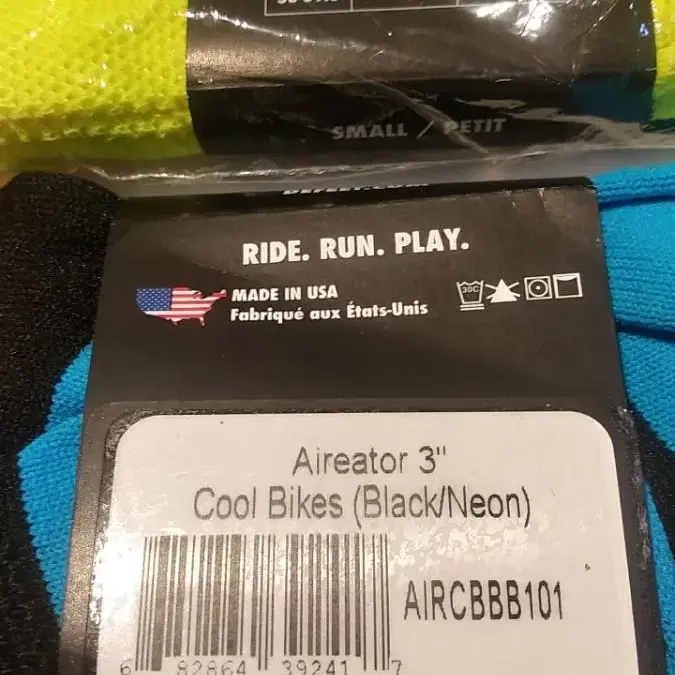 SMALL / PETIT
RIDE. RUN. PLAY.
MADE IN USA
Fabriqué aux États-Unis
30C
Aireator 3"
Cool Bikes (Black/Neon)
AIRCBBB101
6 82864 39241 7